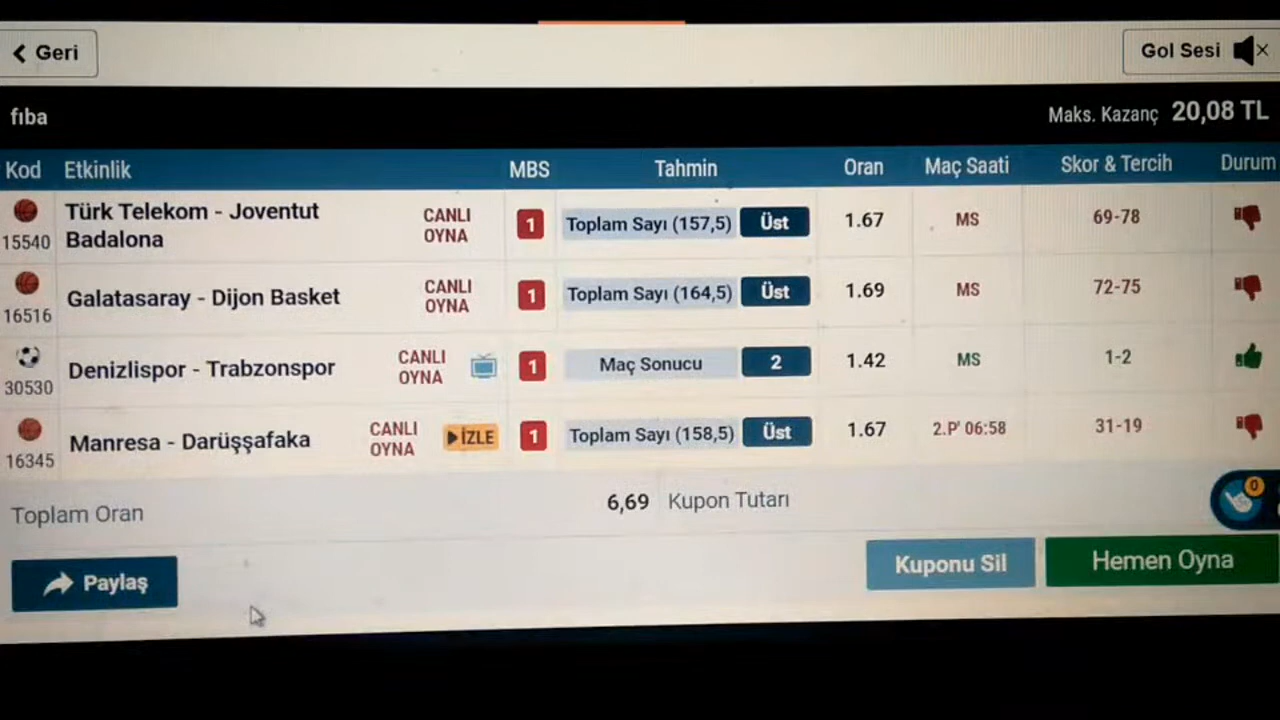 Geri
Gol Sesi
fıba
Maks. Kazanç 20,08 TL
Kod Etkinlik MBS Tahmin Oran Maç Saati Skor & Tercih Durum
15540 Türk Telekom - Joventut Badalona CANLI OYNA 1 Toplam Sayı (157,5) Üst 1.67 MS 69-78
16516 Galatasaray - Dijon Basket CANLI OYNA 1 Toplam Sayı (164,5) Üst 1.69 MS 72-75
30530 Denizlispor - Trabzonspor CANLI OYNA 1 Maç Sonucu 2 1.42 MS 1-2
16345 Manresa - Darüşşafaka CANLI OYNA İZLE 1 Toplam Sayı (158,5) Üst 1.67 2.P' 06:58 31-19
Toplam Oran 6,69 Kupon Tutarı
0
Paylaş
Kuponu Sil
Hemen Oyna